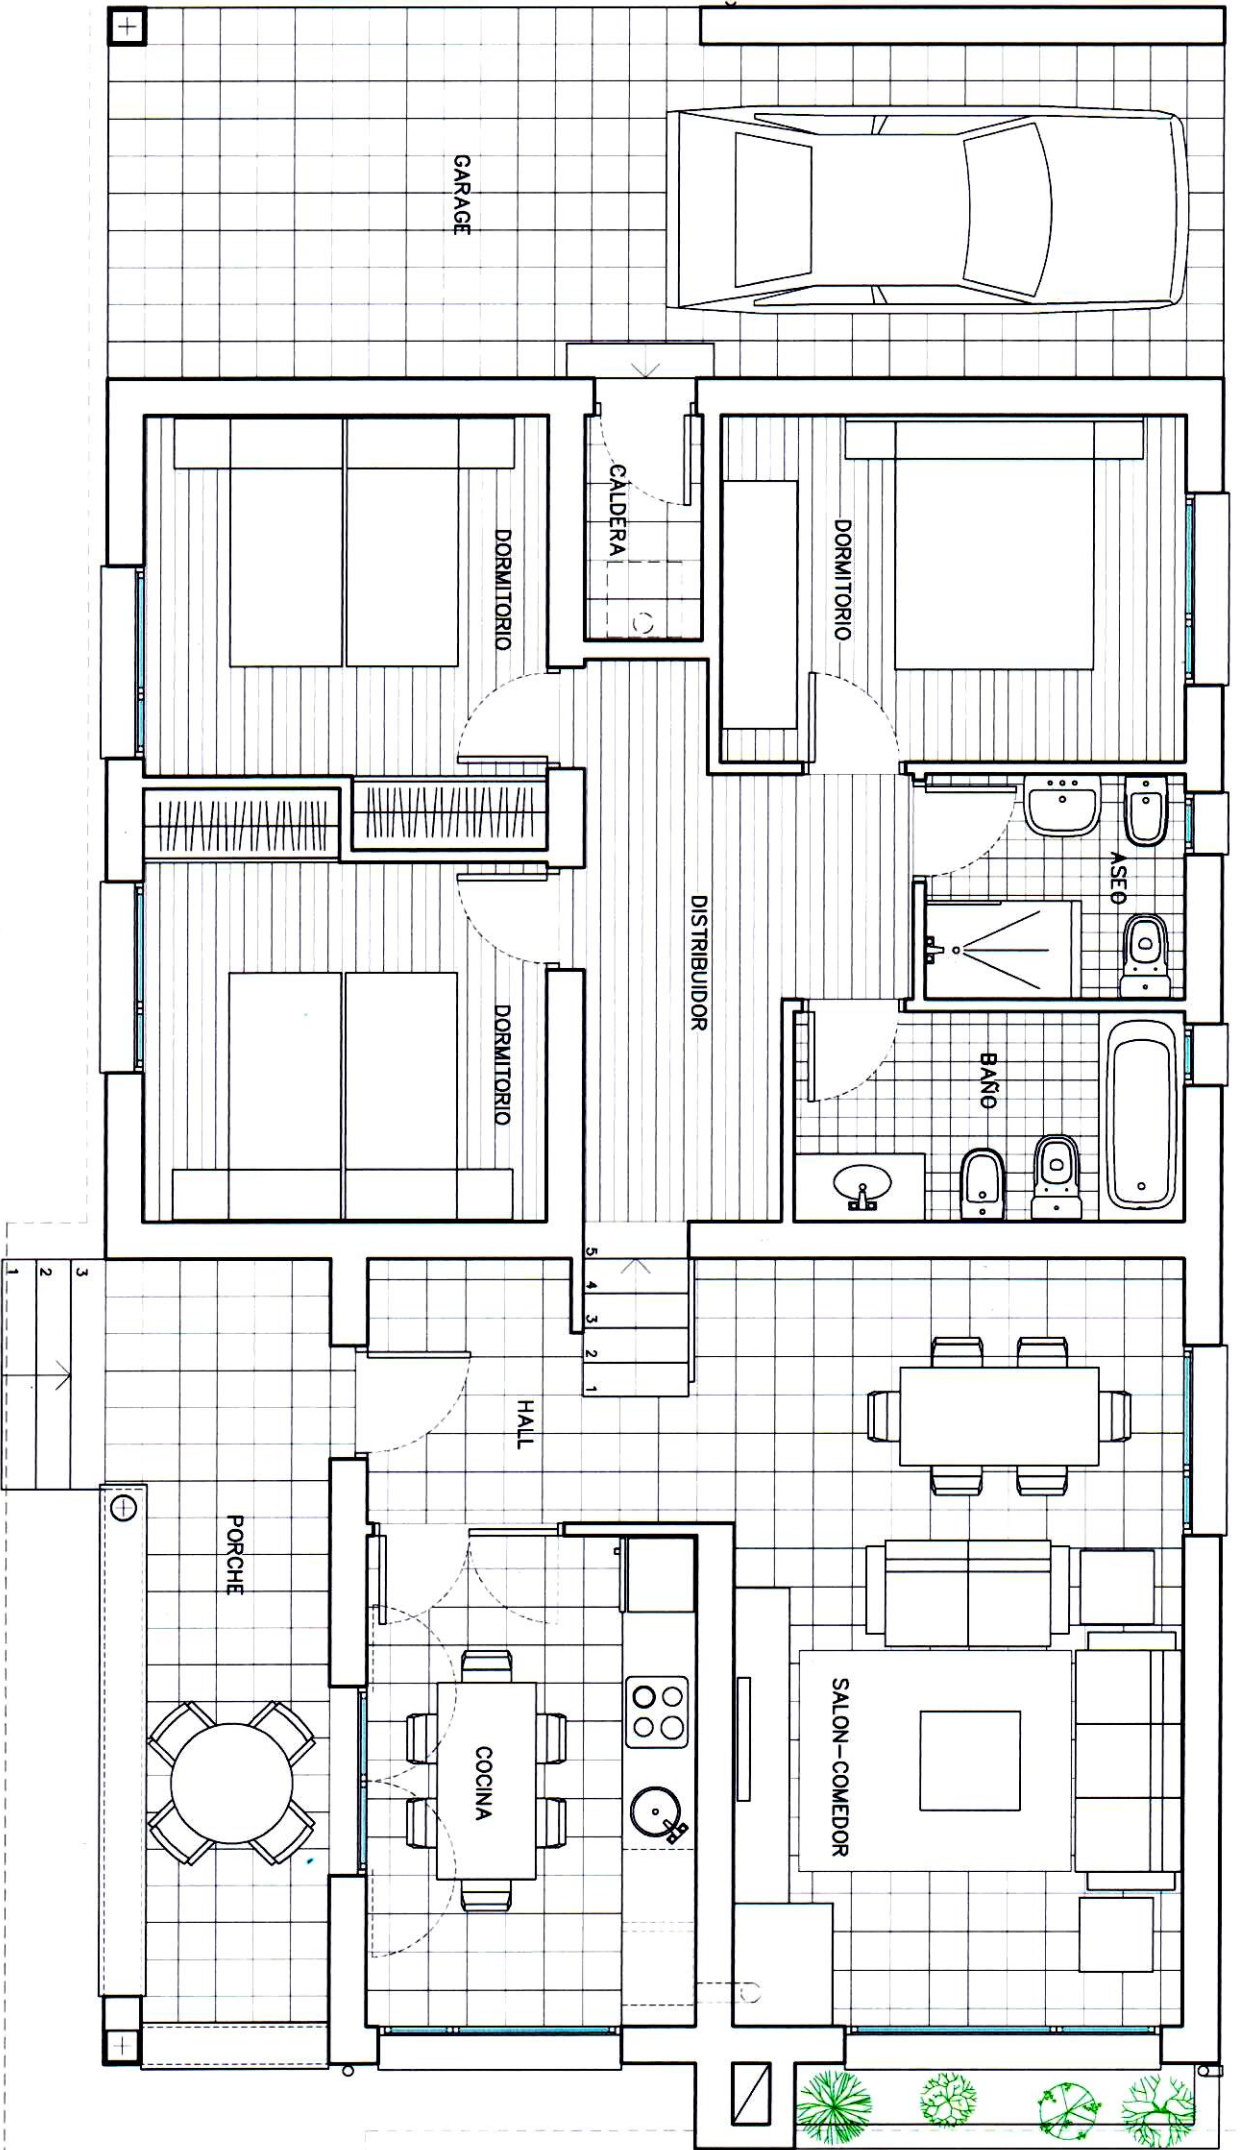 GARAGE
CALDERA
DORMITORIO
DORMITORIO
ASEO
DISTRIBUIDOR
DORMITORIO
BAÑO
5
4
3
2
1
3
2
1
HALL
PORCHE
COCINA
SALON-COMEDOR